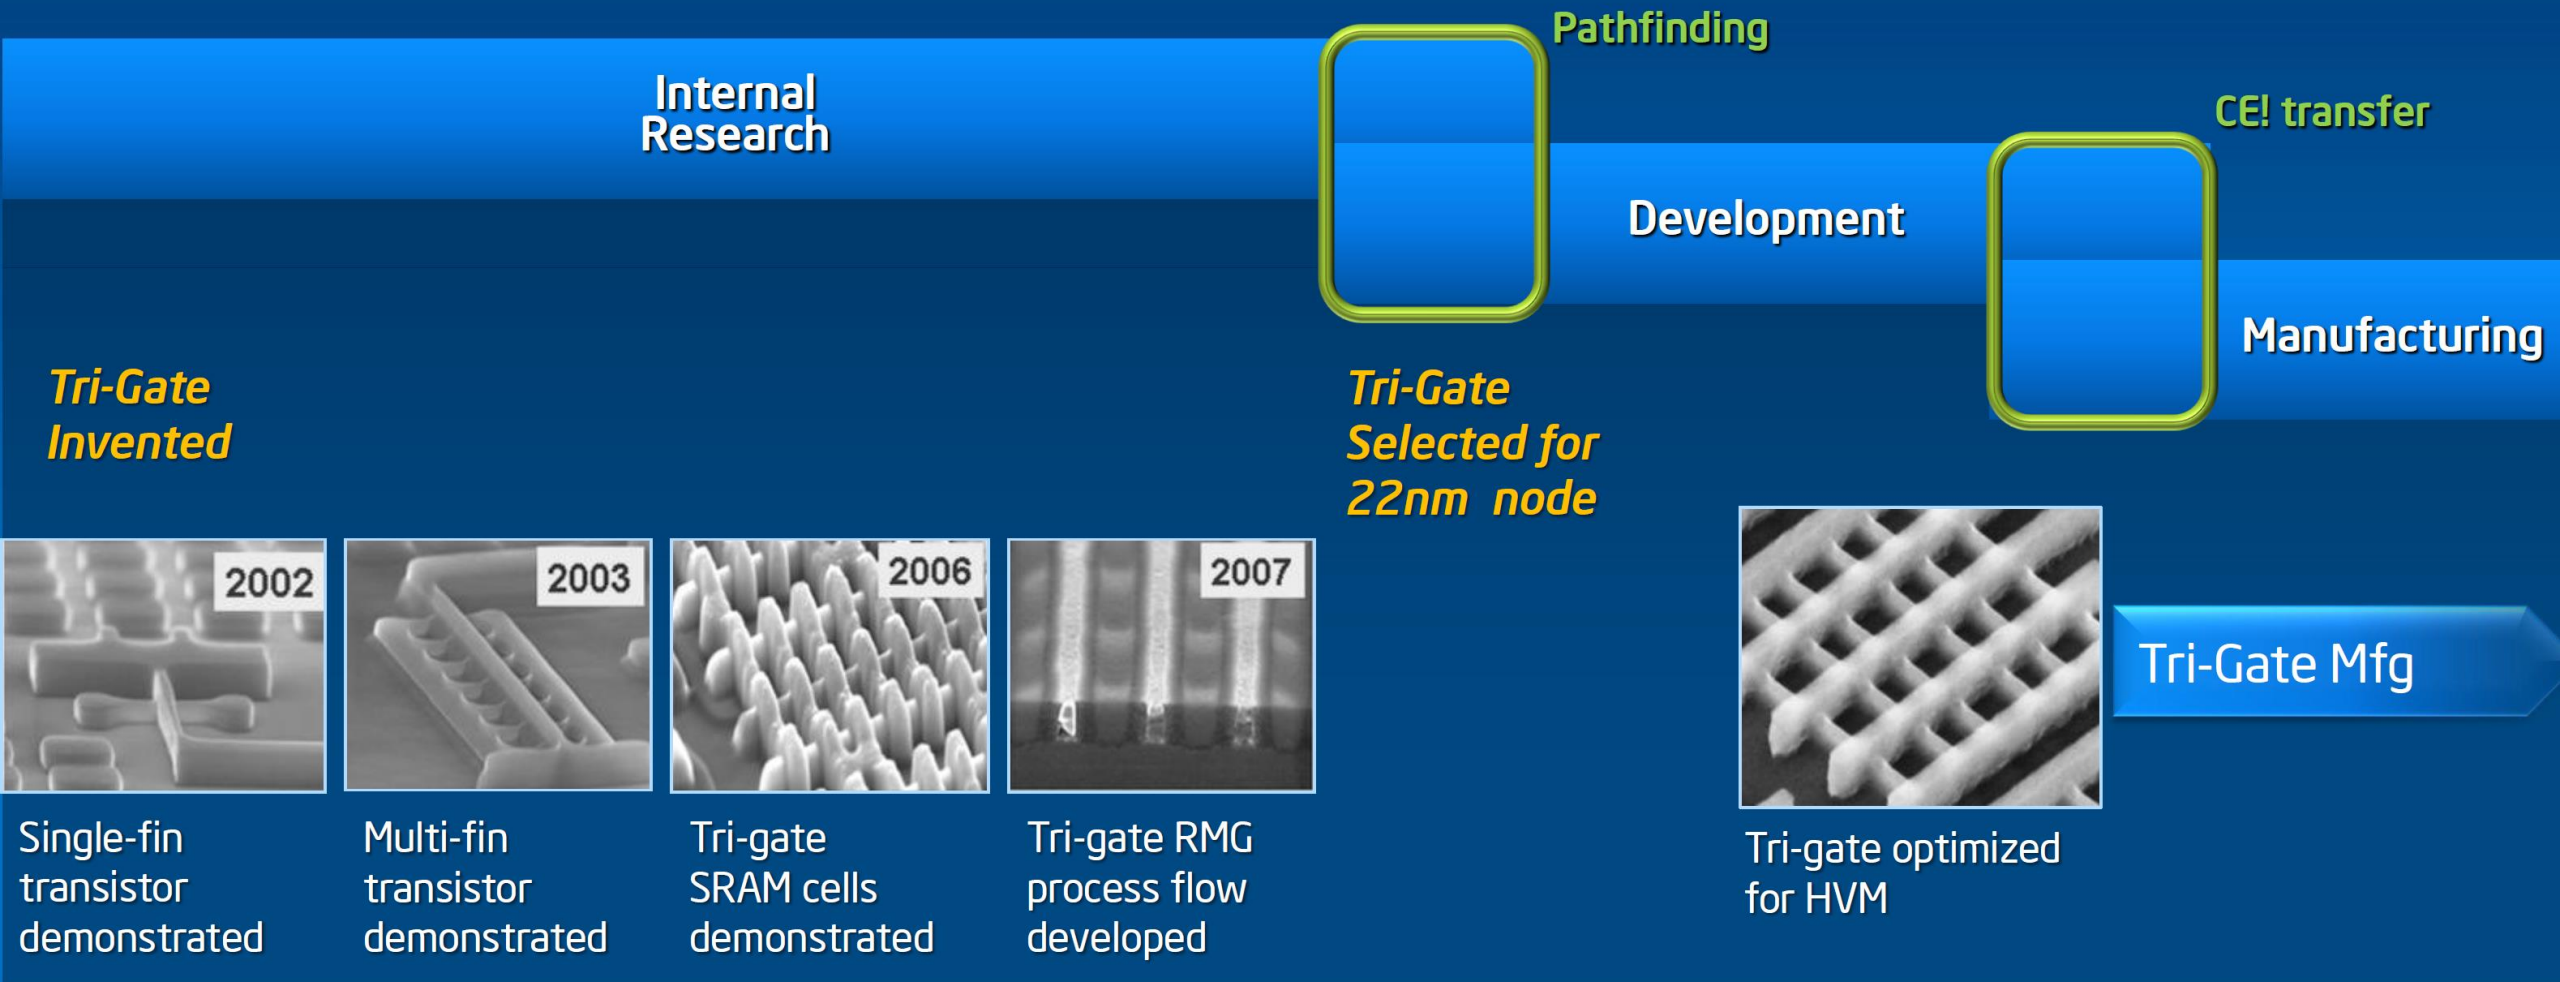 Pathfinding
Internal
Research
CE! transfer
Development
Manufacturing
Tri-Gate
Invented
Tri-Gate
Selected for
22nm node
2002
2003
2006
2007
Tri-Gate Mfg
Single-fin
transistor
demonstrated
Multi-fin
transistor
demonstrated
Tri-gate
SRAM cells
demonstrated
Tri-gate RMG
process flow
developed
Tri-gate optimized
for HVM